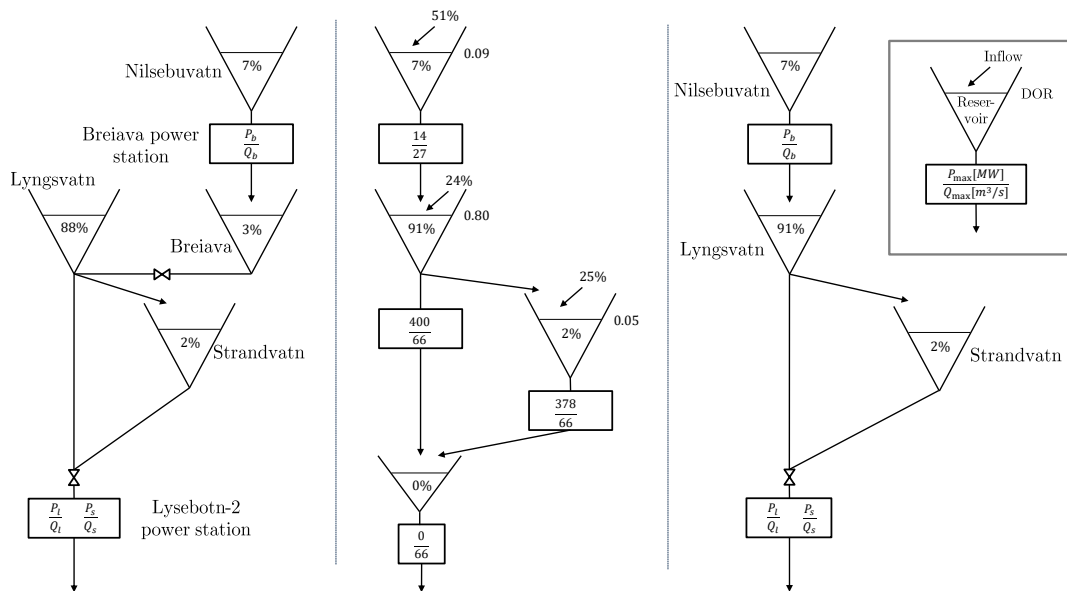 Nilsebuvatn
7%
Breiava power
station
P_b
Q_b
Lyngsvatn
88%
Breiava
3%
2%
Strandvatn
P_l P_s
Q_l Q_s
Lysebotn-2
power station
51%
7%
0.09
14
27
24%
91%
0.80
400
66
25%
2%
0.05
378
66
0%
0
66
Nilsebuvatn
7%
P_b
Q_b
Lyngsvatn
91%
2%
Strandvatn
P_l P_s
Q_l Q_s
Inflow
Reser-
voir
DOR
P_max[MW]
Q_max[m³/s]